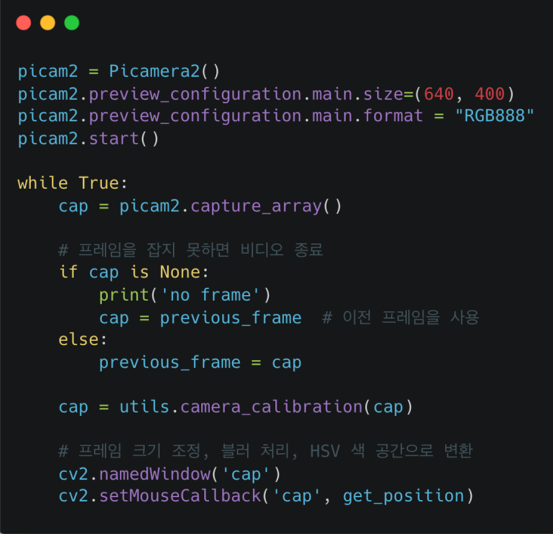 picam2 = Picamera2()
picam2.preview_configuration.main.size=(640, 400)
picam2.preview_configuration.main.format = "RGB888"
picam2.start()

while True:
    cap = picam2.capture_array()

    # 프레임을 잡지 못하면 비디오 종료
    if cap is None:
        print('no frame')
        cap = previous_frame  # 이전 프레임을 사용
    else:
        previous_frame = cap

    cap = utils.camera_calibration(cap)

    # 프레임 크기 조정, 블러 처리, HSV 색 공간으로 변환
    cv2.namedWindow('cap')
    cv2.setMouseCallback('cap', get_position)